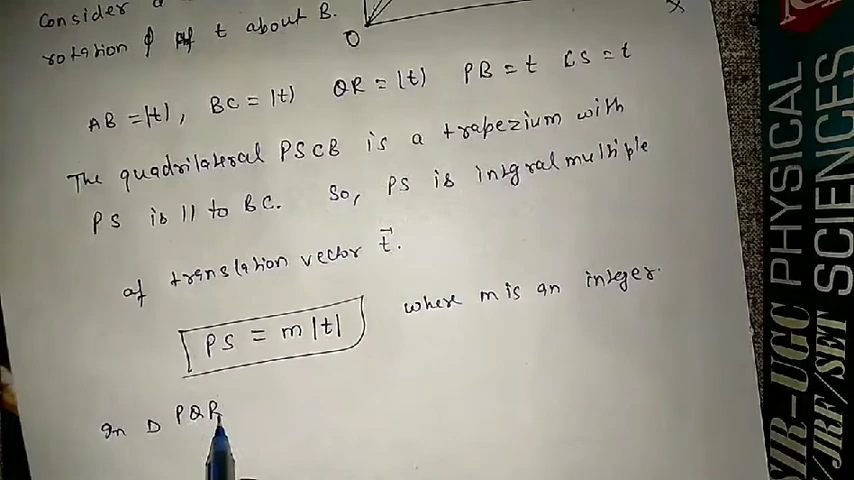 Consider a
rotation ϕ of t about B.
O
X
AB = |t|, BC = |t| QR = |t| PB = t CS = t
The quadrilateral PSCB is a trapezium with
PS is 11 to BC. So, PS is intgral multiple
of translation vector t⃗.
PS = m |t| where m is an integer.
In D PQR
PHYSICAL
SCIENCES
CSIR-UGC
/JRF/SET